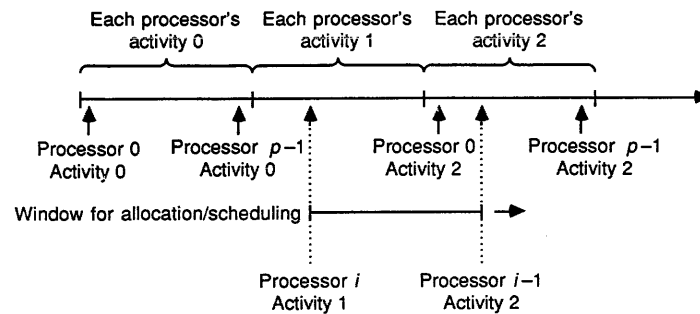 Each processor's
activity 0
Each processor's
activity 1
Each processor's
activity 2
Processor 0
Activity 0
Processor p−1
Activity 0
Processor 0
Activity 2
Processor p−1
Activity 2
Window for allocation/scheduling
Processor i
Activity 1
Processor i−1
Activity 2